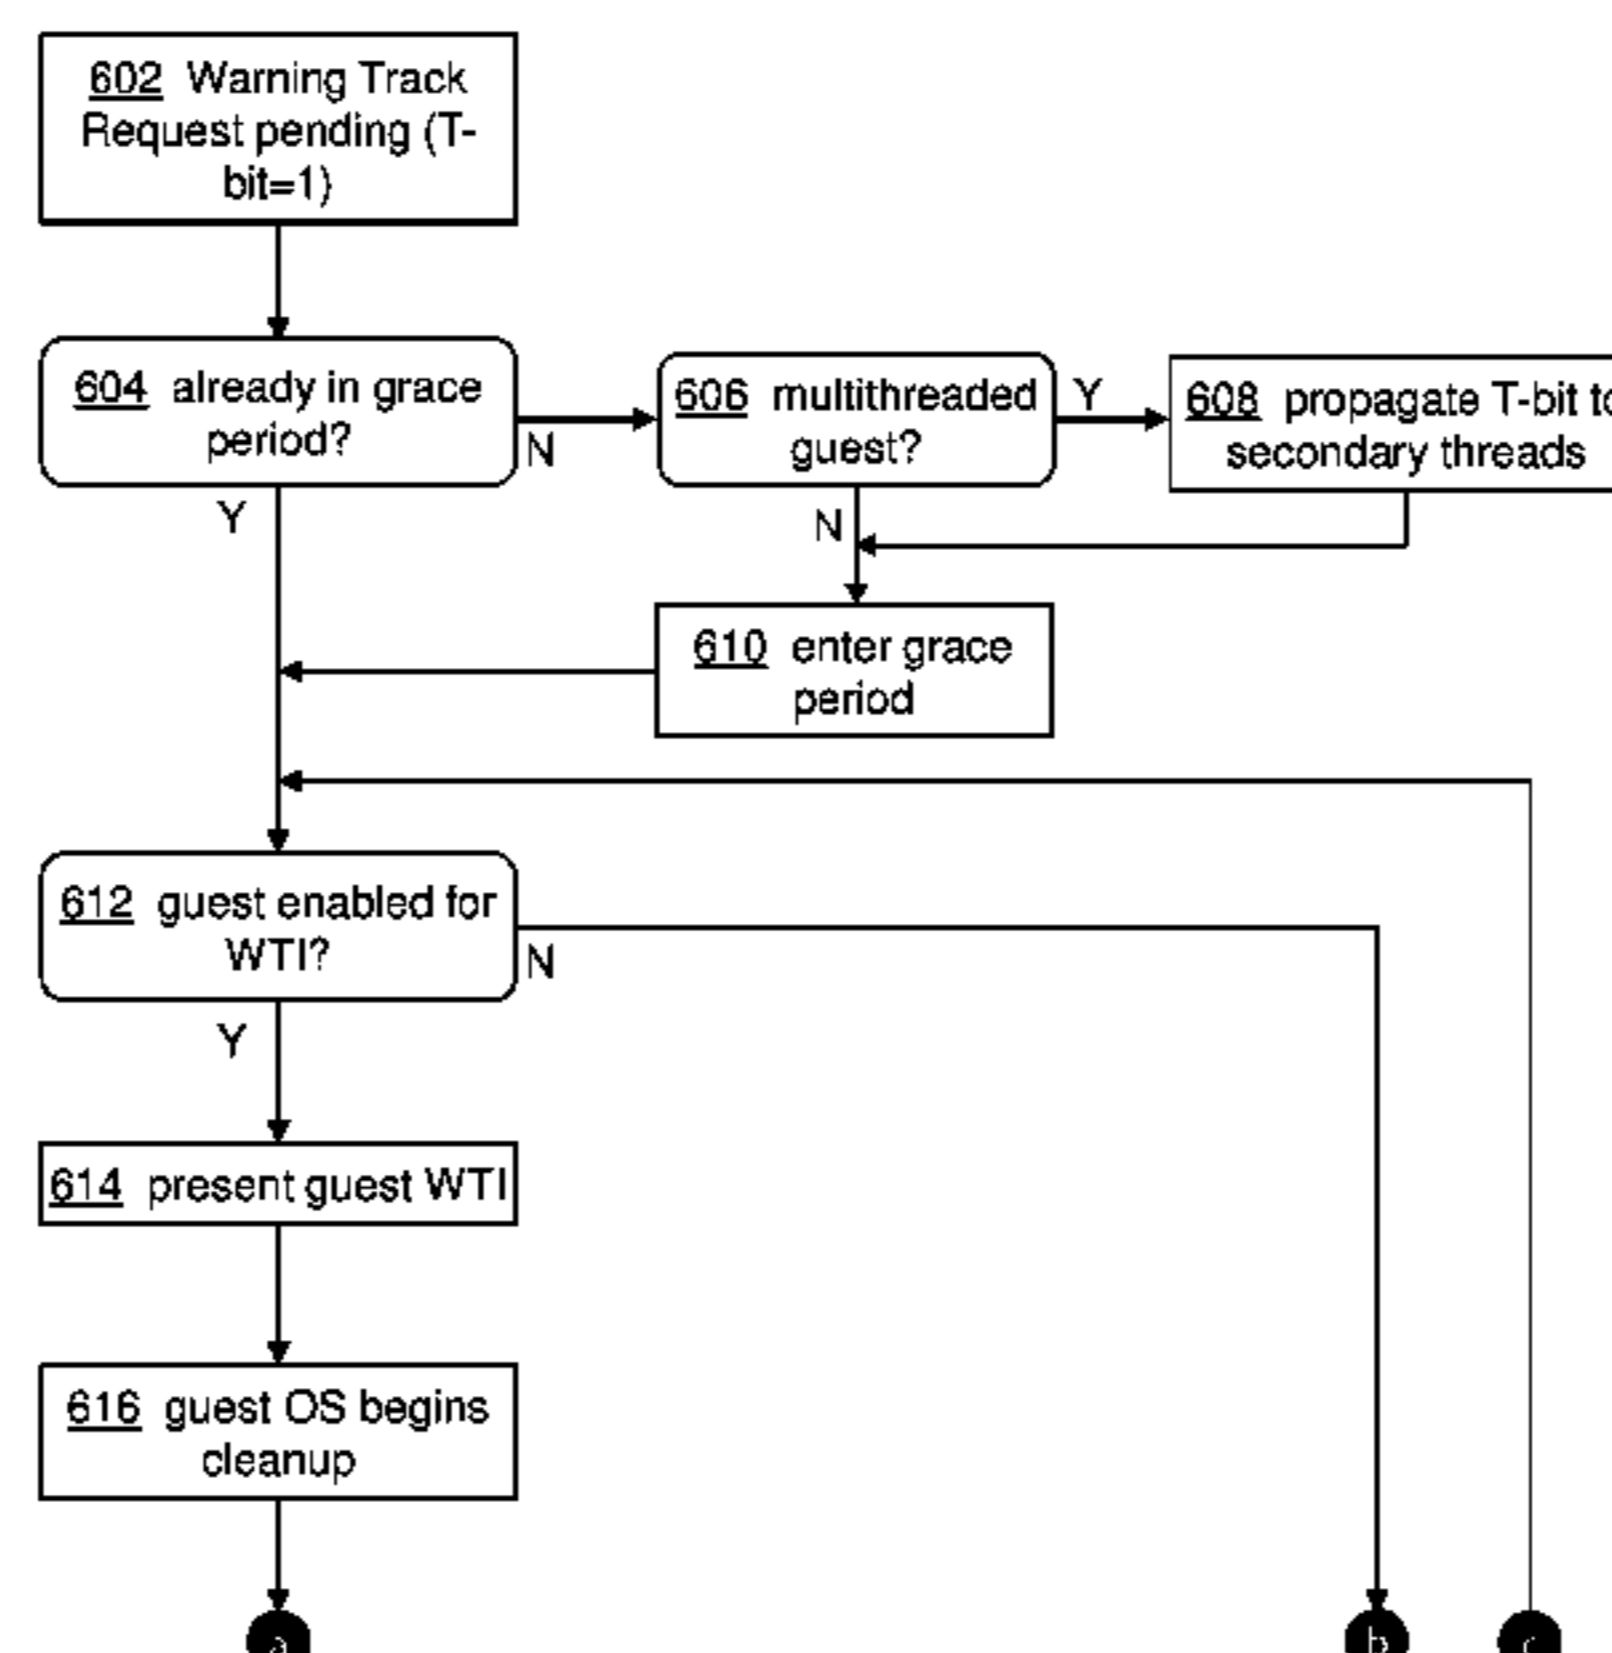 602 Warning Track
Request pending (T-
bit=1)
604 already in grace
period?
N
Y
606 multithreaded
guest?
Y
N
608 propagate T-bit
secondary threads
610 enter grace
period
612 guest enabled for
WTI?
N
Y
614 present guest WTI
616 guest OS begins
cleanup